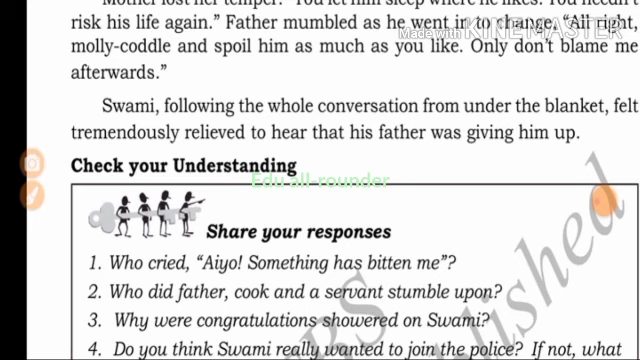 Mother lost her temper. "You let him sleep where he likes. You needn't
risk his life again." Father mumbled as he went in to change, "All right,
Made with KINEMASTER
molly-coddle and spoil him as much as you like. Only don't blame me
afterwards."
Swami, following the whole conversation from under the blanket, felt
tremendously relieved to hear that his father was giving him up.
Check your Understanding
Edu all-rounder
Share your responses
1. Who cried, "Aiyo! Something has bitten me"?
2. Who did father, cook and a servant stumble upon?
3. Why were congratulations showered on Swami?
4. Do you think Swami really wanted to join the police? If not, what